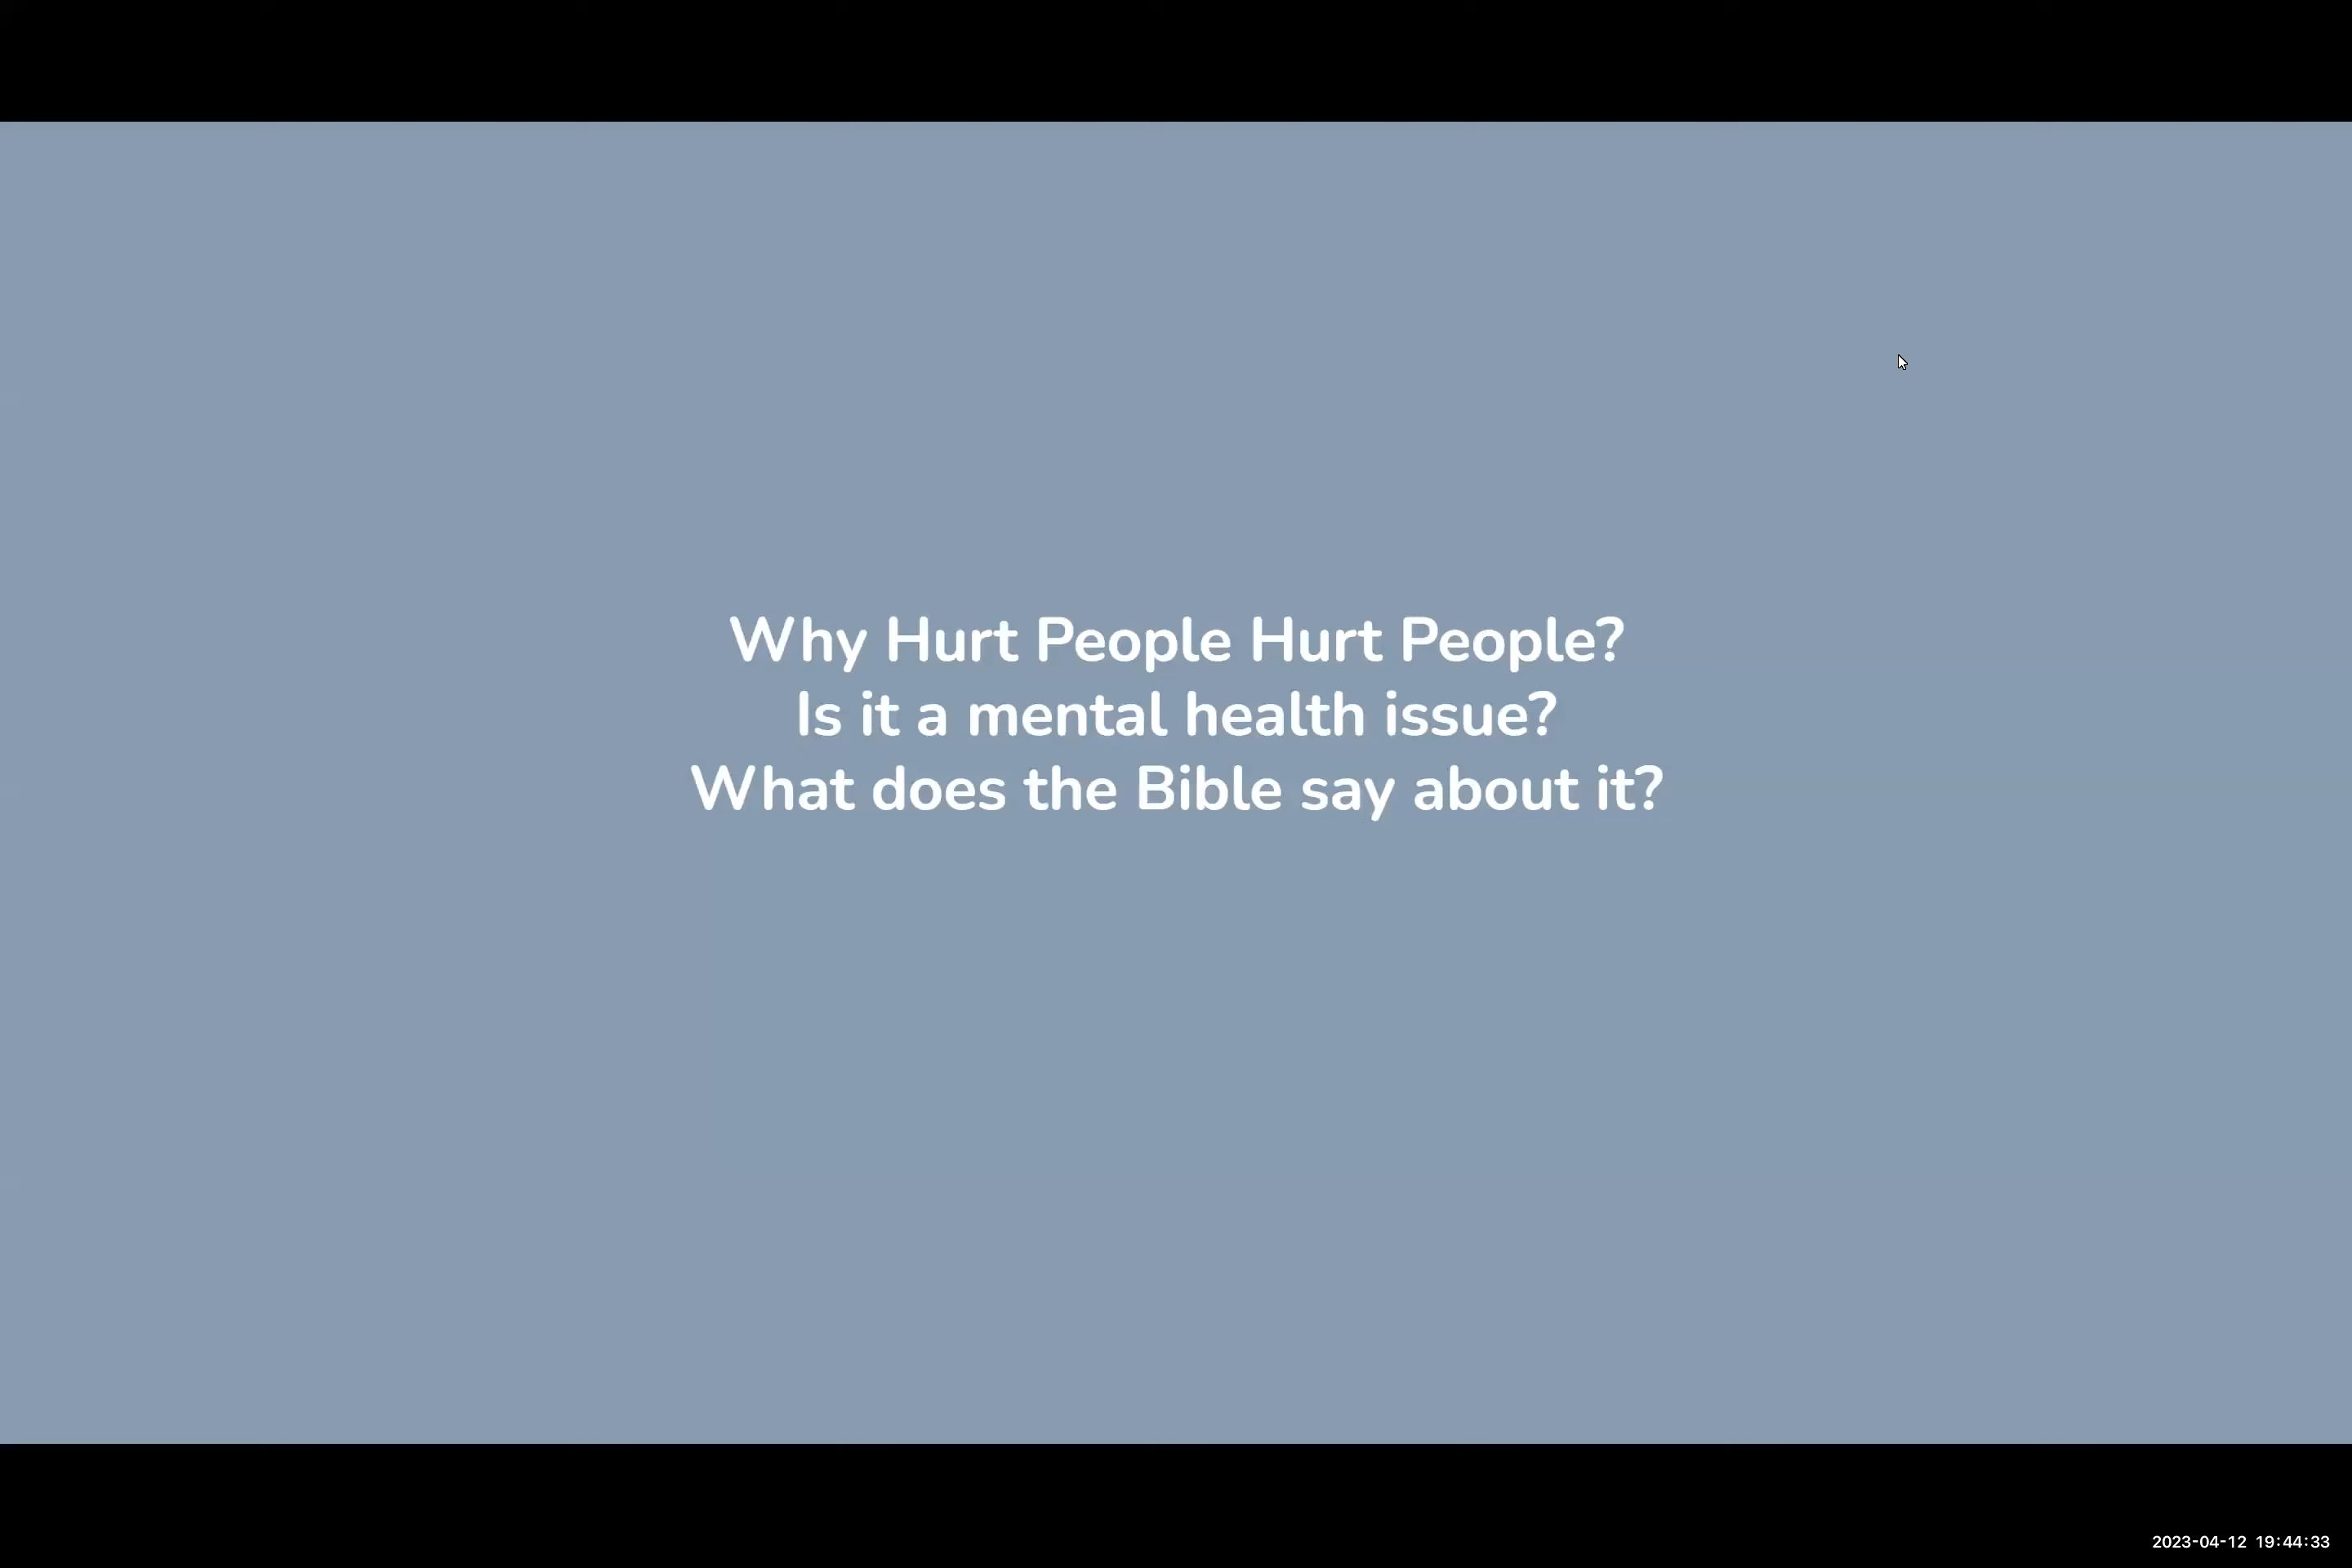 Why Hurt People Hurt People?
Is it a mental health issue?
What does the Bible say about it?
2023-04-12 19:44:33